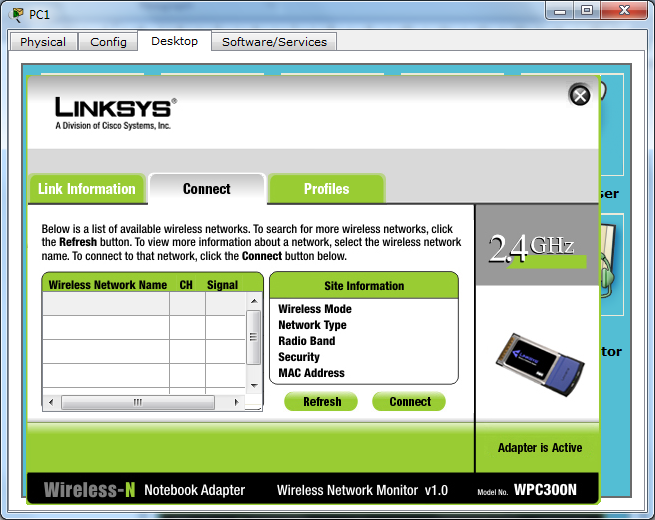 PC1
Physical Config Desktop Software/Services
LINKSYS®
A Division of Cisco Systems, Inc.
Link Information Connect Profiles
Below is a list of available wireless networks. To search for more wireless networks, click
the Refresh button. To view more information about a network, select the wireless network
name. To connect to that network, click the Connect button below.
Wireless Network Name CH Signal
Site Information
Wireless Mode
Network Type
Radio Band
Security
MAC Address
Refresh Connect
2.4GHz
Adapter is Active
Wireless-N Notebook Adapter Wireless Network Monitor v1.0 Model No. WPC300N
ser
tor